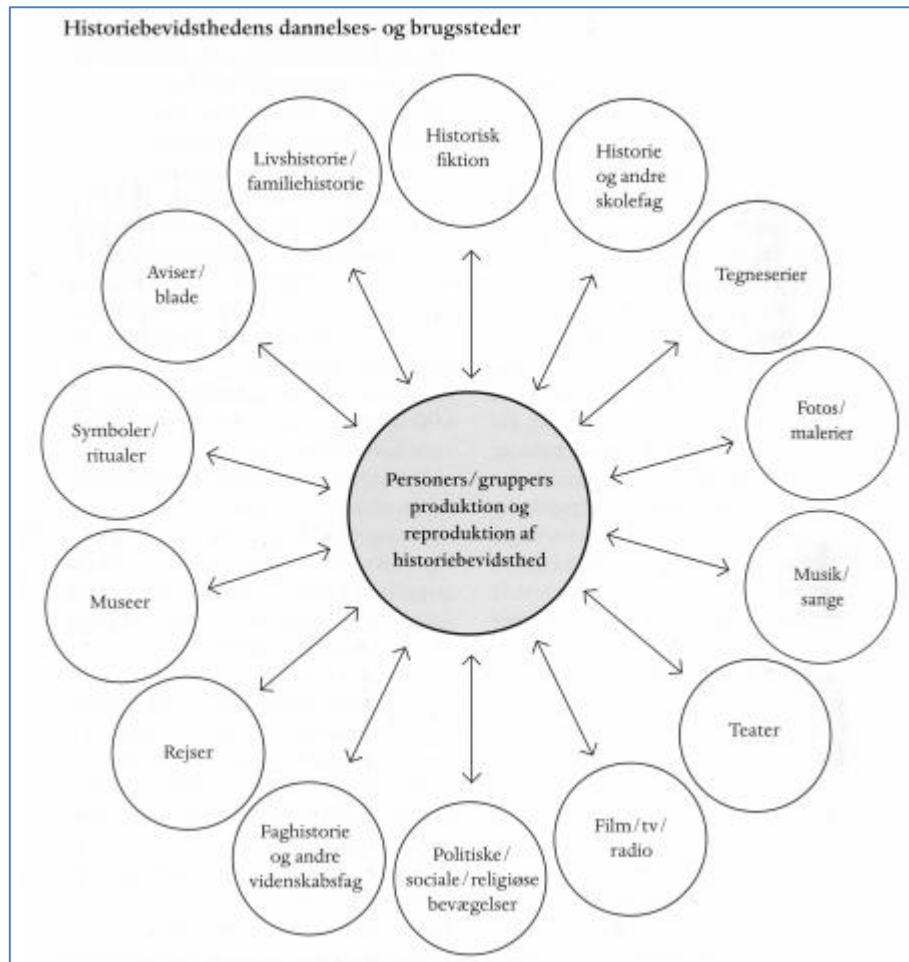 Historiebevidsthedens dannelses- og brugssteder
Historisk
fiktion
Historie
og andre
skolefag
Tegneserier
Fotos/
malerier
Musik/
sange
Teater
Film/tv/
radio
Politiske/
sociale/religiøse
bevægelser
Faghistorie
og andre
videnskabsfag
Rejser
Museer
Symboler/
ritualer
Aviser/
blade
Livshistorie/
familiehistorie
Personers/gruppers
produktion og
reproduktion af
historiebevidsthed